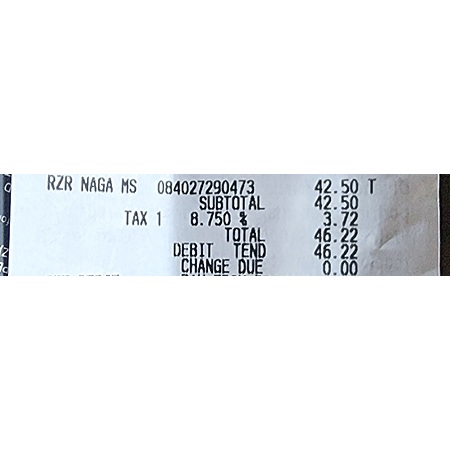 RZR NAGA MS 084027290473 42.50 T
SUBTOTAL 42.50
TAX 1 8.750 % 3.72
TOTAL 46.22
DEBIT TEND 46.22
CHANGE DUE 0.00